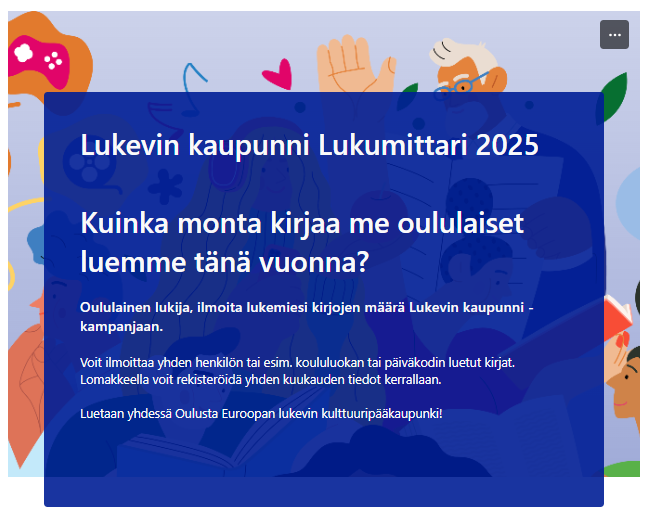 Lukevin kaupunni Lukumittari 2025
Kuinka monta kirjaa me oululaiset
luemme tänä vuonna?
Oululainen lukija, ilmoita lukemiesi kirjojen määrä Lukevin kaupunni -
kampanjaan.
Voit ilmoittaa yhden henkilön tai esim. koululuokan tai päiväkodin luetut kirjat.
Lomakkeella voit rekisteröidä yhden kuukauden tiedot kerrallaan.
Luetaan yhdessä Oulusta Euroopan lukevin kulttuuripääkaupunki!